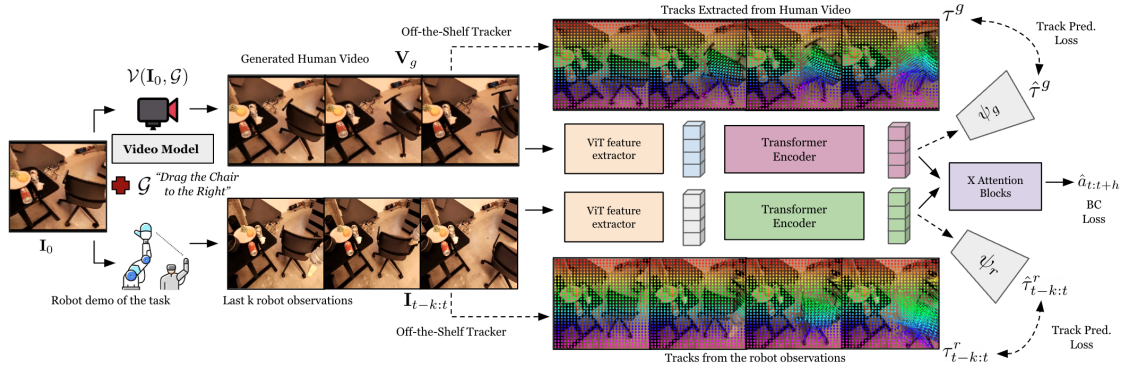 Tracks Extracted from Human Video
τ^g
Off-the-Shelf Tracker
Track Pred.
Loss
Generated Human Video
V_g
𝒱(I_0, 𝒢)
τ̂^g
ψ_g
Video Model
ViT feature
extractor
Transformer
Encoder
𝒢 "Drag the Chair
to the Right"
X Attention
Blocks
â_{t:t+h}
BC
Loss
ViT feature
extractor
Transformer
Encoder
I_0
ψ_r
τ̂^r_{t−k:t}
Robot demo of the task
Last k robot observations
I_{t−k:t}
Off-the-Shelf Tracker
Track Pred.
Loss
τ^r_{t−k:t}
Tracks from the robot observations